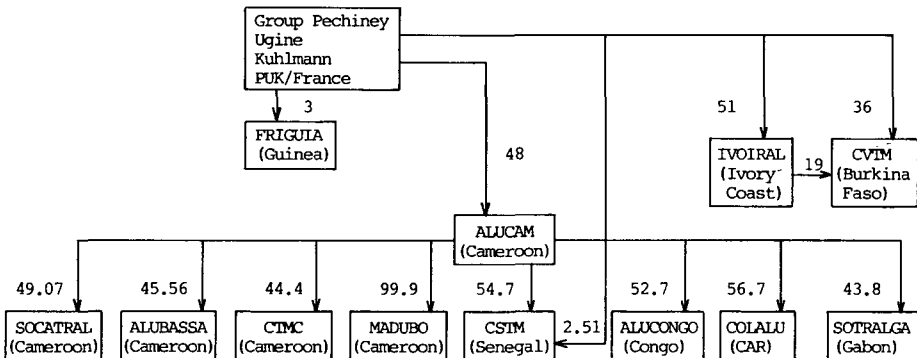 Group Pechiney
Ugine
Kuhlmann
PUK/France
3
FRIGUIA
(Guinea)
48
51
36
IVOIRAL
(Ivory
Coast)
19
CVTM
(Burkina
Faso)
ALUCAM
(Cameroon)
49.07
45.56
44.4
99.9
54.7
2.51
52.7
56.7
43.8
SOCATRAL
(Cameroon)
ALUBASSA
(Cameroon)
CTMC
(Cameroon)
MADUBO
(Cameroon)
CSTM
(Senegal)
ALUCONGO
(Congo)
COLALU
(CAR)
SOTRALGA
(Gabon)